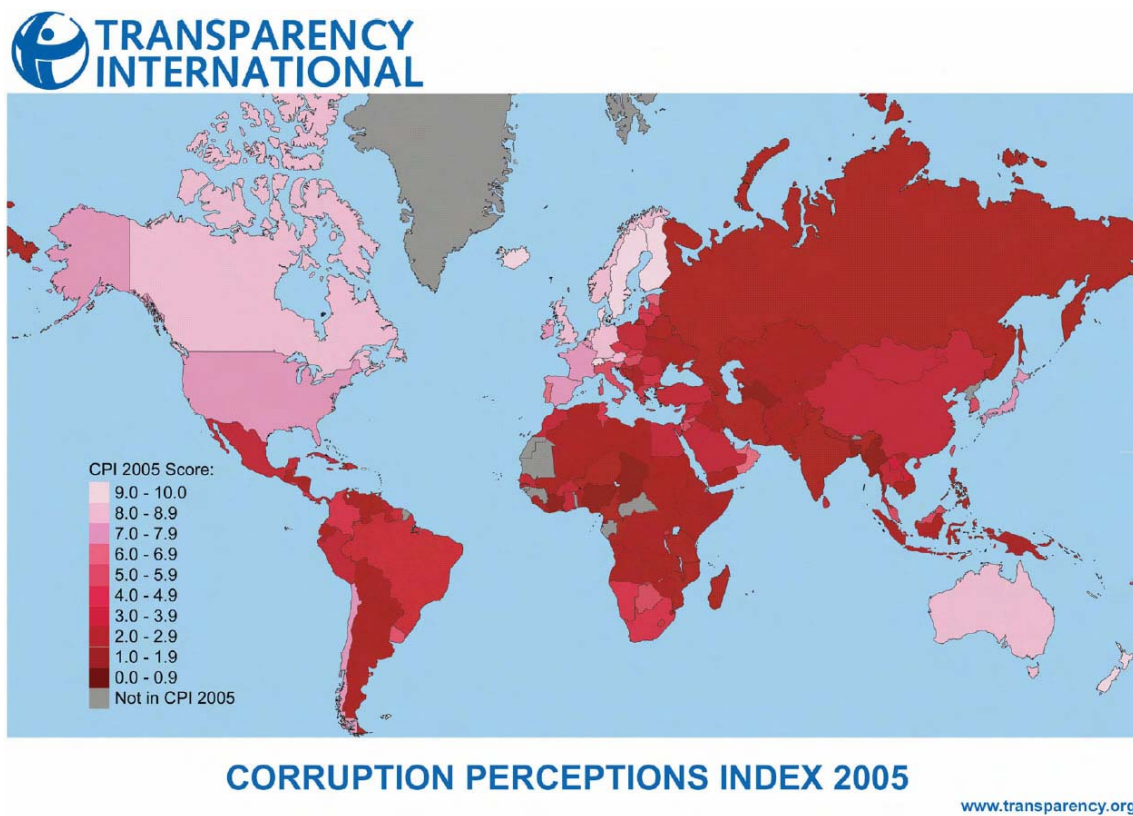 TRANSPARENCY
INTERNATIONAL
CPI 2005 Score:
9.0 - 10.0
8.0 - 8.9
7.0 - 7.9
6.0 - 6.9
5.0 - 5.9
4.0 - 4.9
3.0 - 3.9
2.0 - 2.9
1.0 - 1.9
0.0 - 0.9
Not in CPI 2005
CORRUPTION PERCEPTIONS INDEX 2005
www.transparency.org